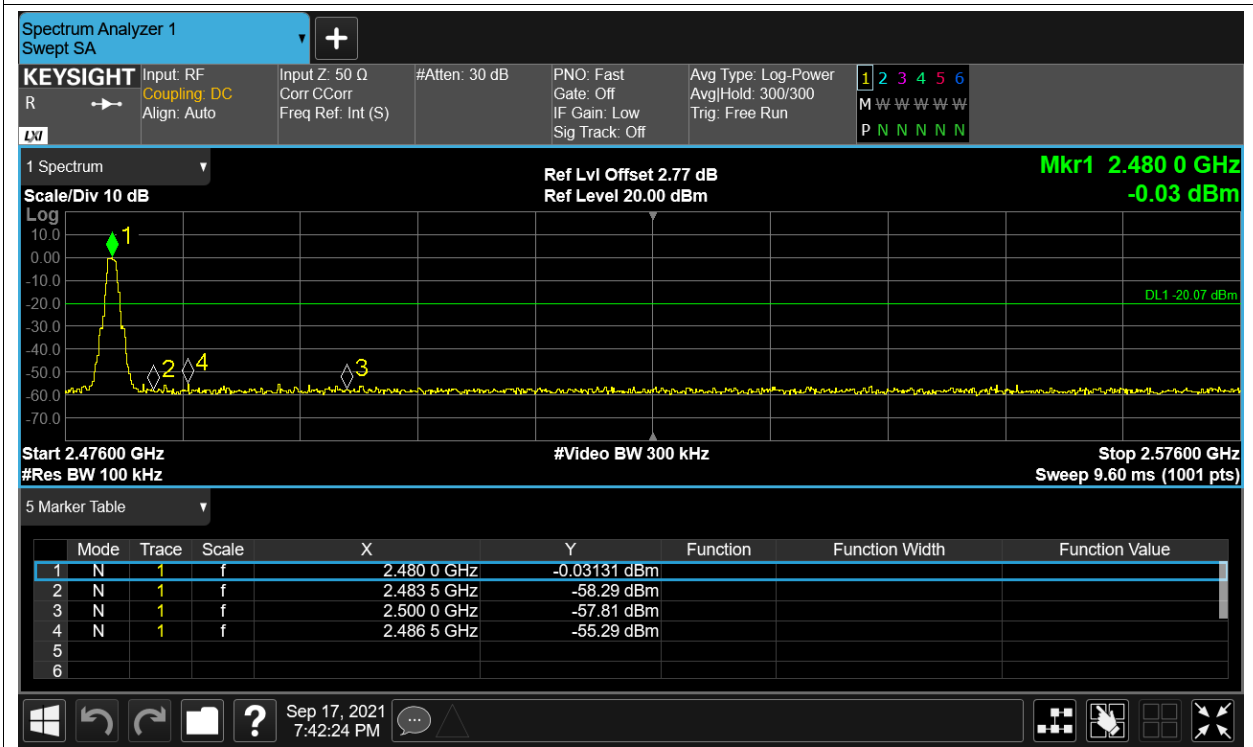 Spectrum Analyzer 1
Swept SA
KEYSIGHT Input: RF Input Z: 50 Ω #Atten: 30 dB PNO: Fast Avg Type: Log-Power 1 2 3 4 5 6
R Coupling: DC Corr CCorr Gate: Off Avg|Hold: 300/300 M W W W W W
Align: Auto Freq Ref: Int (S) IF Gain: Low Trig: Free Run
LXI Sig Track: Off P N N N N N
1 Spectrum Ref Lvl Offset 2.77 dB Mkr1 2.480 0 GHz
Scale/Div 10 dB Ref Level 20.00 dBm -0.03 dBm
Log
10.0 1
0.00
-10.0
DL1 -20.07 dBm
-20.0
-30.0
-40.0
2 4 3
-50.0
-60.0
-70.0
Start 2.47600 GHz #Video BW 300 kHz Stop 2.57600 GHz
#Res BW 100 kHz Sweep 9.60 ms (1001 pts)
5 Marker Table
Mode Trace Scale X Y Function Function Width Function Value
1 N 1 f 2.480 0 GHz -0.03131 dBm
2 N 1 f 2.483 5 GHz -58.29 dBm
3 N 1 f 2.500 0 GHz -57.81 dBm
4 N 1 f 2.486 5 GHz -55.29 dBm
5
6
? Sep 17, 2021
7:42:24 PM